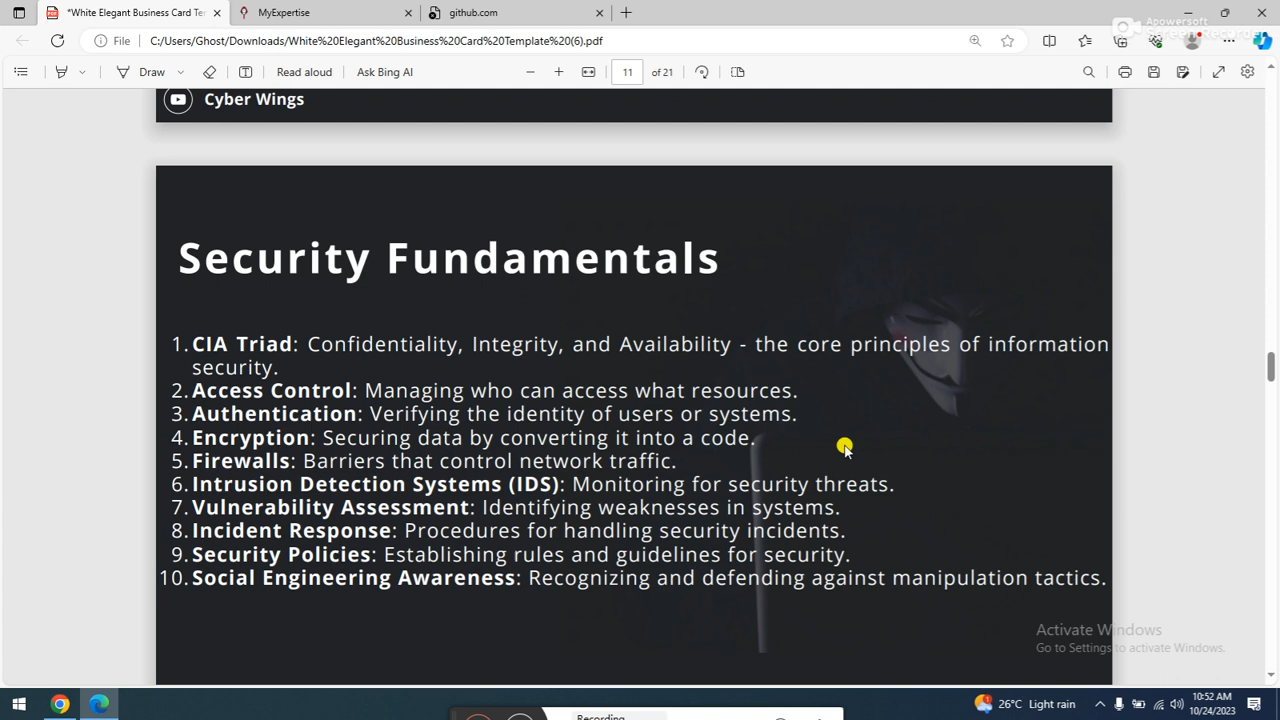 *White Elegant Business Card Te
MyExpertise
github.com
Apowersoft
Screen Recorder
File
C:/Users/Ghost/Downloads/White%20Elegant%20Business%20Card%20Template%20(6).pdf
Draw
Read aloud
Ask Bing AI
11 of 21
Cyber Wings
Security Fundamentals
1. CIA Triad: Confidentiality, Integrity, and Availability - the core principles of information
security.
2. Access Control: Managing who can access what resources.
3. Authentication: Verifying the identity of users or systems.
4. Encryption: Securing data by converting it into a code.
5. Firewalls: Barriers that control network traffic.
6. Intrusion Detection Systems (IDS): Monitoring for security threats.
7. Vulnerability Assessment: Identifying weaknesses in systems.
8. Incident Response: Procedures for handling security incidents.
9. Security Policies: Establishing rules and guidelines for security.
10. Social Engineering Awareness: Recognizing and defending against manipulation tactics.
Activate Windows
Go to Settings to activate Windows.
26°C Light rain
10:52 AM
10/24/2023
Recording